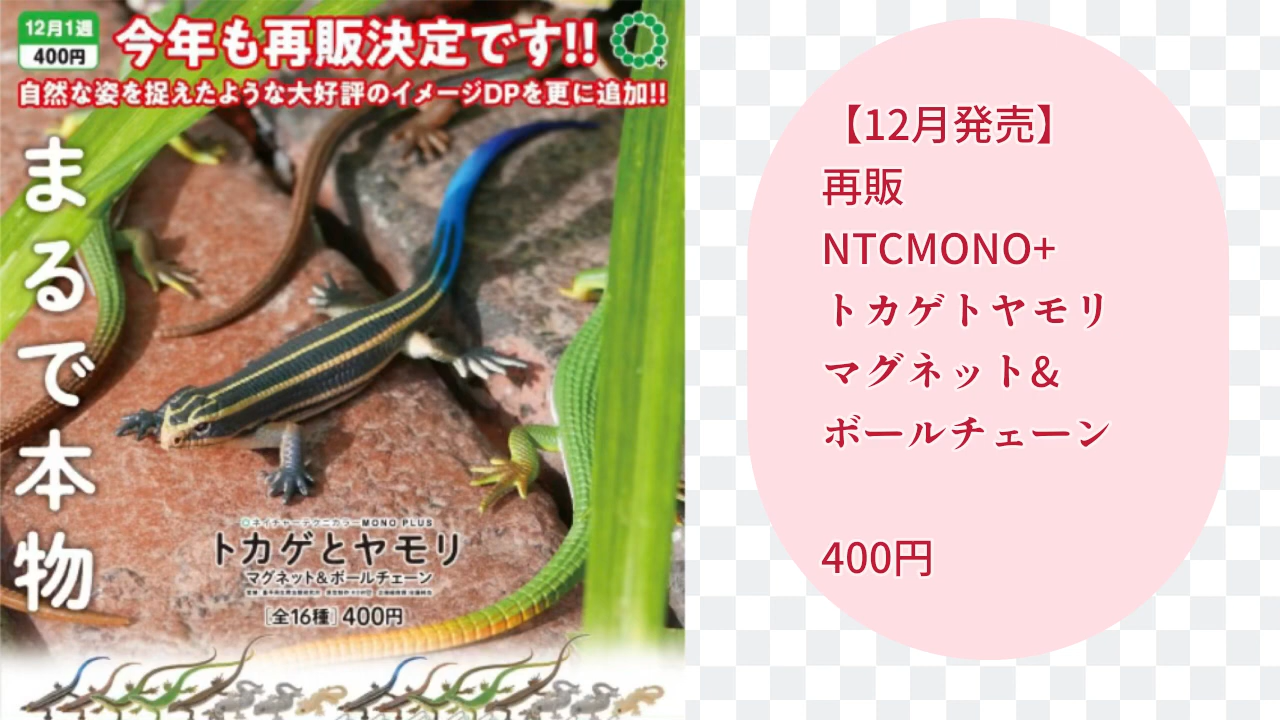 12月1週
400円
今年も再販決定です!!
自然な姿を捉えたような大好評のイメージDPを更に追加!!
まるで本物
ネイチャーテクニカラーMONO PLUS
トカゲとヤモリ
マグネット&ボールチェーン
[全16種] 400円
【12月発売】
再販
NTCMONO+
トカゲトヤモリ
マグネット&
ボールチェーン
400円